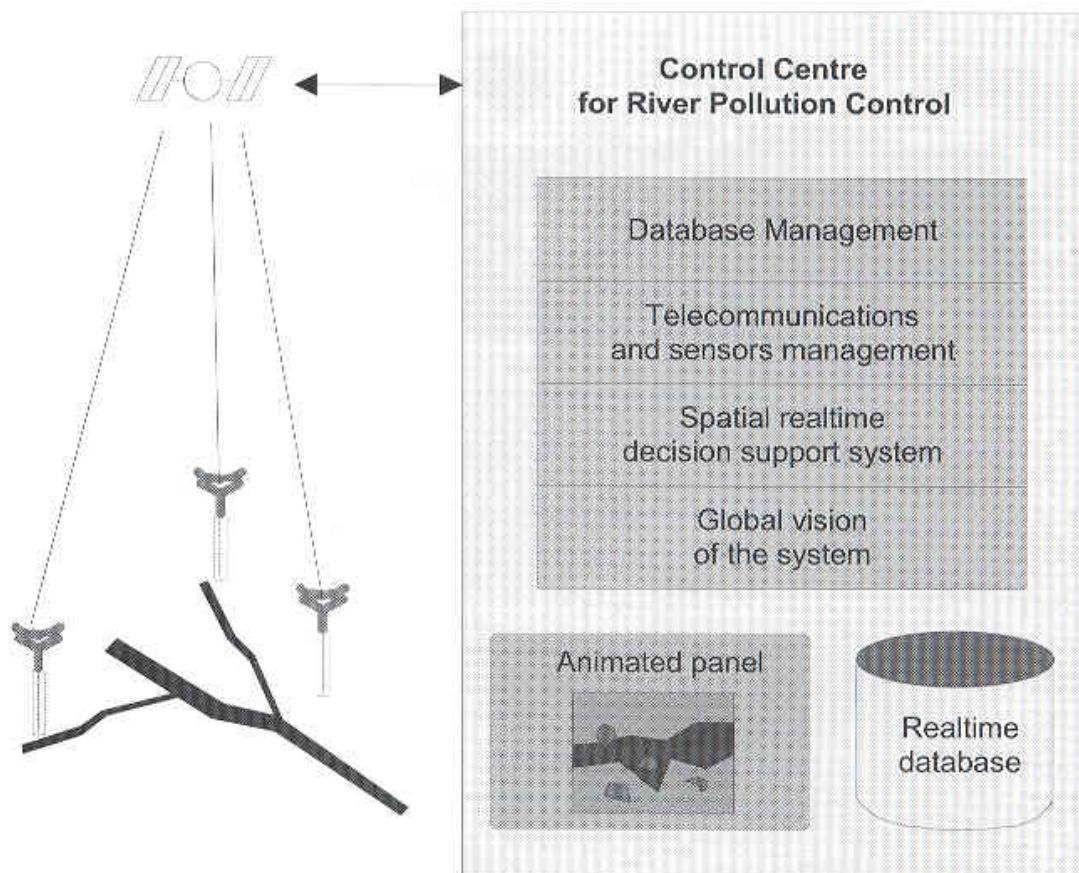 Control Centre
for River Pollution Control
Database Management
Telecommunications
and sensors management
Spatial realtime
decision support system
Global vision
of the system
Animated panel
Realtime
database